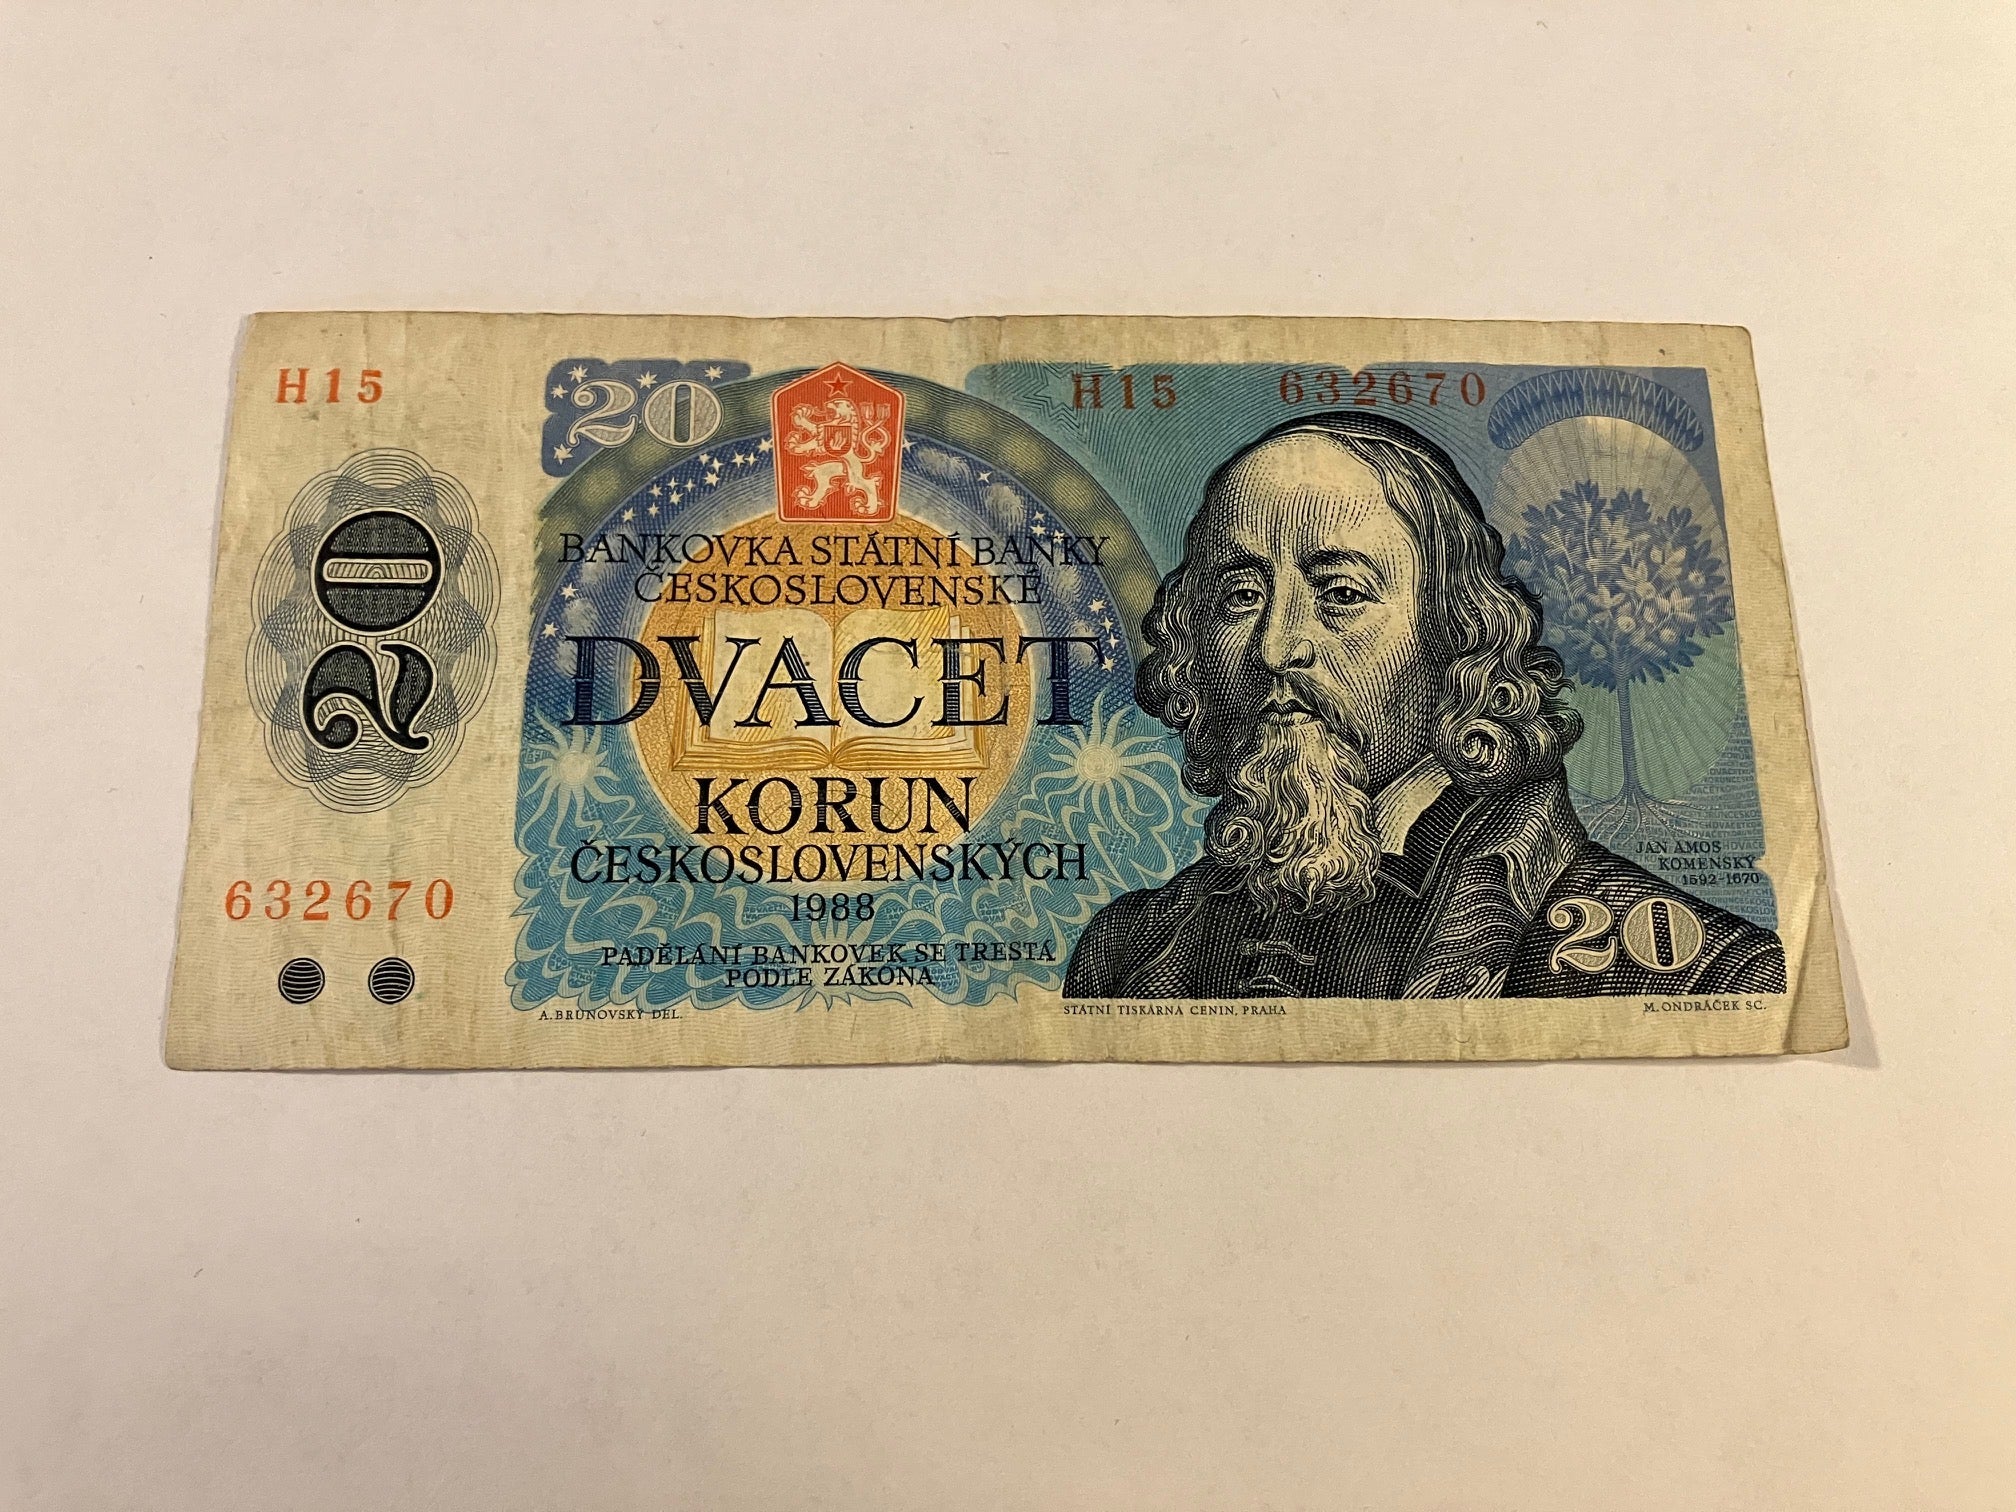 H15
20
H15 632670
20
BANKOVKA STÁTNÍ BANKY
ČESKOSLOVENSKÉ
DVACET
KORUN
ČESKOSLOVENSKÝCH
1988
PADĚLÁNÍ BANKOVEK SE TRESTÁ
PODLE ZÁKONA
632670
JAN AMOS
KOMENSKÝ
1592-1670
20
A. BRUNOVSKÝ DEL.
STÁTNÍ TISKÁRNA CENIN, PRAHA
M. ONDRÁČEK SC.